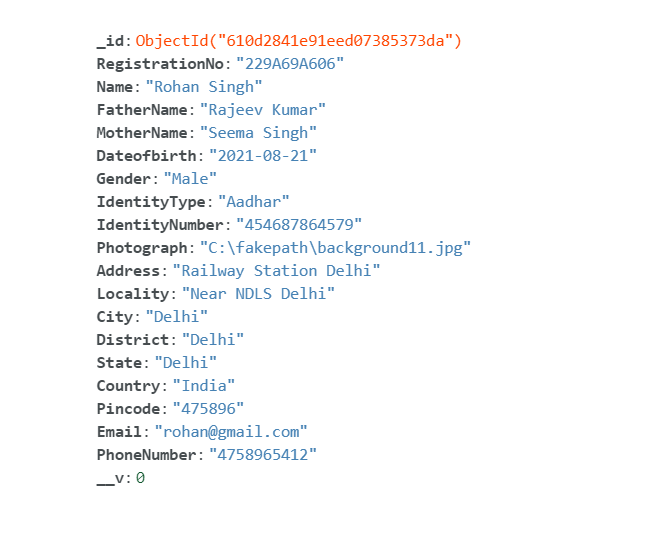 _id: ObjectId("610d2841e91eed07385373da")
RegistrationNo: "229A69A606"
Name: "Rohan Singh"
FatherName: "Rajeev Kumar"
MotherName: "Seema Singh"
Dateofbirth: "2021-08-21"
Gender: "Male"
IdentityType: "Aadhar"
IdentityNumber: "454687864579"
Photograph: "C:\fakepath\background11.jpg"
Address: "Railway Station Delhi"
Locality: "Near NDLS Delhi"
City: "Delhi"
District: "Delhi"
State: "Delhi"
Country: "India"
Pincode: "475896"
Email: "rohan@gmail.com"
PhoneNumber: "4758965412"
__v: 0